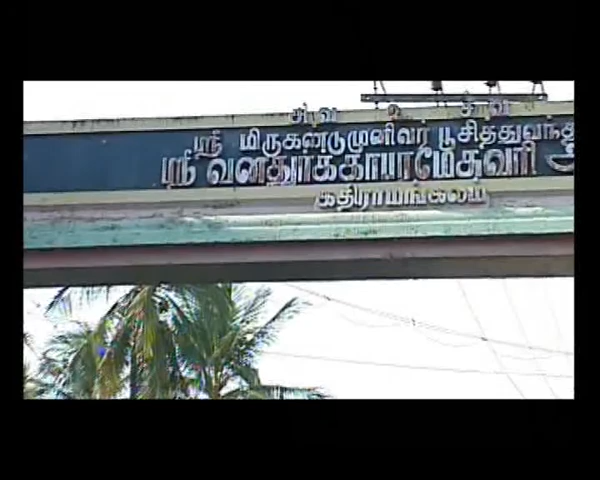 சிவ உ சிவ
ஸ்ரீ மிருகண்டுமுனிவர் பூசித்துவந்த
ஸ்ரீ வனதுர்க்காபரமேசுவரி
கதிராமங்கலம்